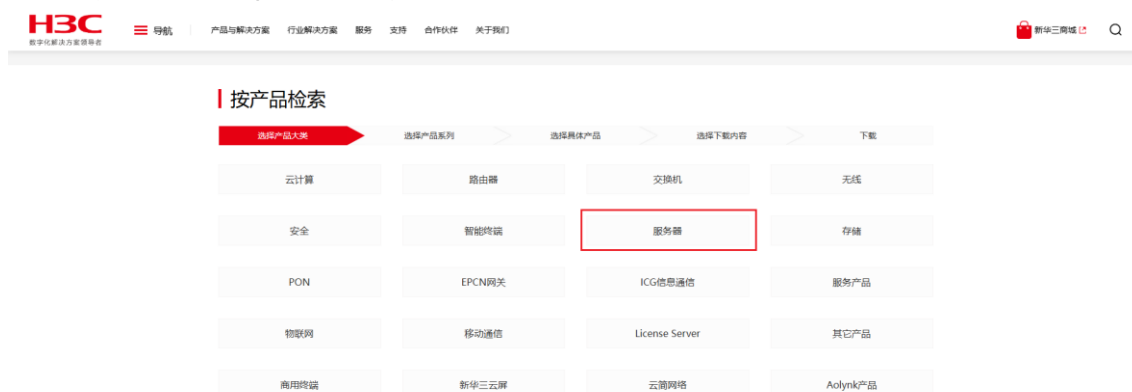 H3C
数字化解决方案领导者
导航
产品与解决方案 行业解决方案 服务 支持 合作伙伴 关于我们
新华三商城
按产品检索
选择产品大类 选择产品系列 选择具体产品 选择下载内容 下载
云计算 路由器 交换机 无线
安全 智能终端 服务器 存储
PON EPCN网关 ICG信息通信 服务产品
物联网 移动通信 License Server 其它产品
商用终端 新华三云屏 云简网络 Aolynk产品